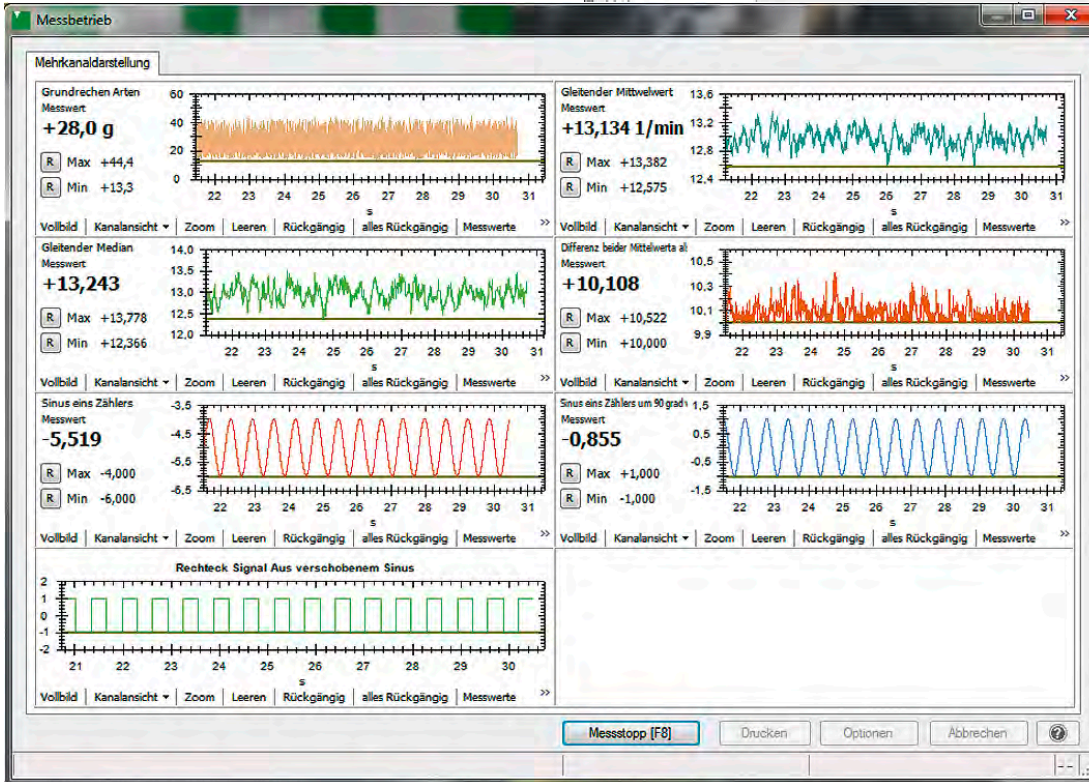 Messbetrieb
Mehrkanaldarstellung
Grundrechen Arten
Messwert
+28,0 g
R Max +44,4
R Min +13,3
60
40
20
0
22 23 24 25 26 27 28 29 30 31
s
Vollbild Kanalansicht Zoom Leeren Rückgängig alles Rückgängig Messwerte »
Gleitender Mittwelwert
Messwert
+13,134 1/min
R Max +13,382
R Min +12,575
13,6
13,2
12,8
12,4
22 23 24 25 26 27 28 29 30 31
s
Vollbild Kanalansicht Zoom Leeren Rückgängig alles Rückgängig Messwerte »
Gleitender Median
Messwert
+13,243
R Max +13,778
R Min +12,366
14,0
13,5
13,0
12,5
12,0
22 23 24 25 26 27 28 29 30 31
s
Vollbild Kanalansicht Zoom Leeren Rückgängig alles Rückgängig Messwerte »
Differenz beider Mittelwerta al
Messwert
+10,108
R Max +10,522
R Min +10,000
10,5
10,3
10,1
9,9
22 23 24 25 26 27 28 29 30 31
s
Vollbild Kanalansicht Zoom Leeren Rückgängig alles Rückgängig Messwerte »
Sinus eins Zählers
Messwert
-5,519
R Max -4,000
R Min -6,000
-3,5
-4,5
-5,5
-6,5
22 23 24 25 26 27 28 29 30 31
s
Vollbild Kanalansicht Zoom Leeren Rückgängig alles Rückgängig Messwerte »
Sinus eins Zählers um 90 grad v
Messwert
-0,855
R Max +1,000
R Min -1,000
1,5
0,5
-0,5
-1,5
22 23 24 25 26 27 28 29 30 31
s
Vollbild Kanalansicht Zoom Leeren Rückgängig alles Rückgängig Messwerte »
Rechteck Signal Aus verschobenem Sinus
2
1
0
-1
-2
21 22 23 24 25 26 27 28 29 30
s
Vollbild Kanalansicht Zoom Leeren Rückgängig alles Rückgängig Messwerte »
Messstopp [F8] Drucken Optionen Abbrechen ?
--